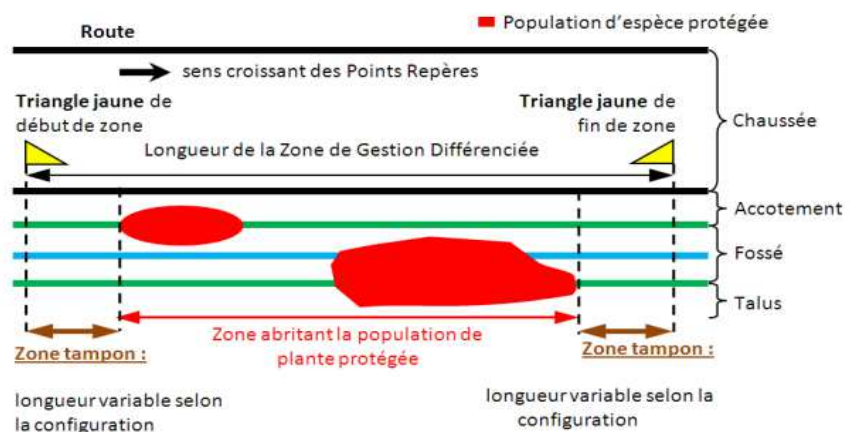 Population d'espèce protégée
Route
sens croissant des Points Repères
Triangle jaune de
début de zone
Triangle jaune de
fin de zone
Chaussée
Longueur de la Zone de Gestion Différenciée
Accotement
Fossé
Talus
Zone abritant la population de
plante protégée
Zone tampon :
longueur variable selon
la configuration
Zone tampon :
longueur variable selon la
configuration